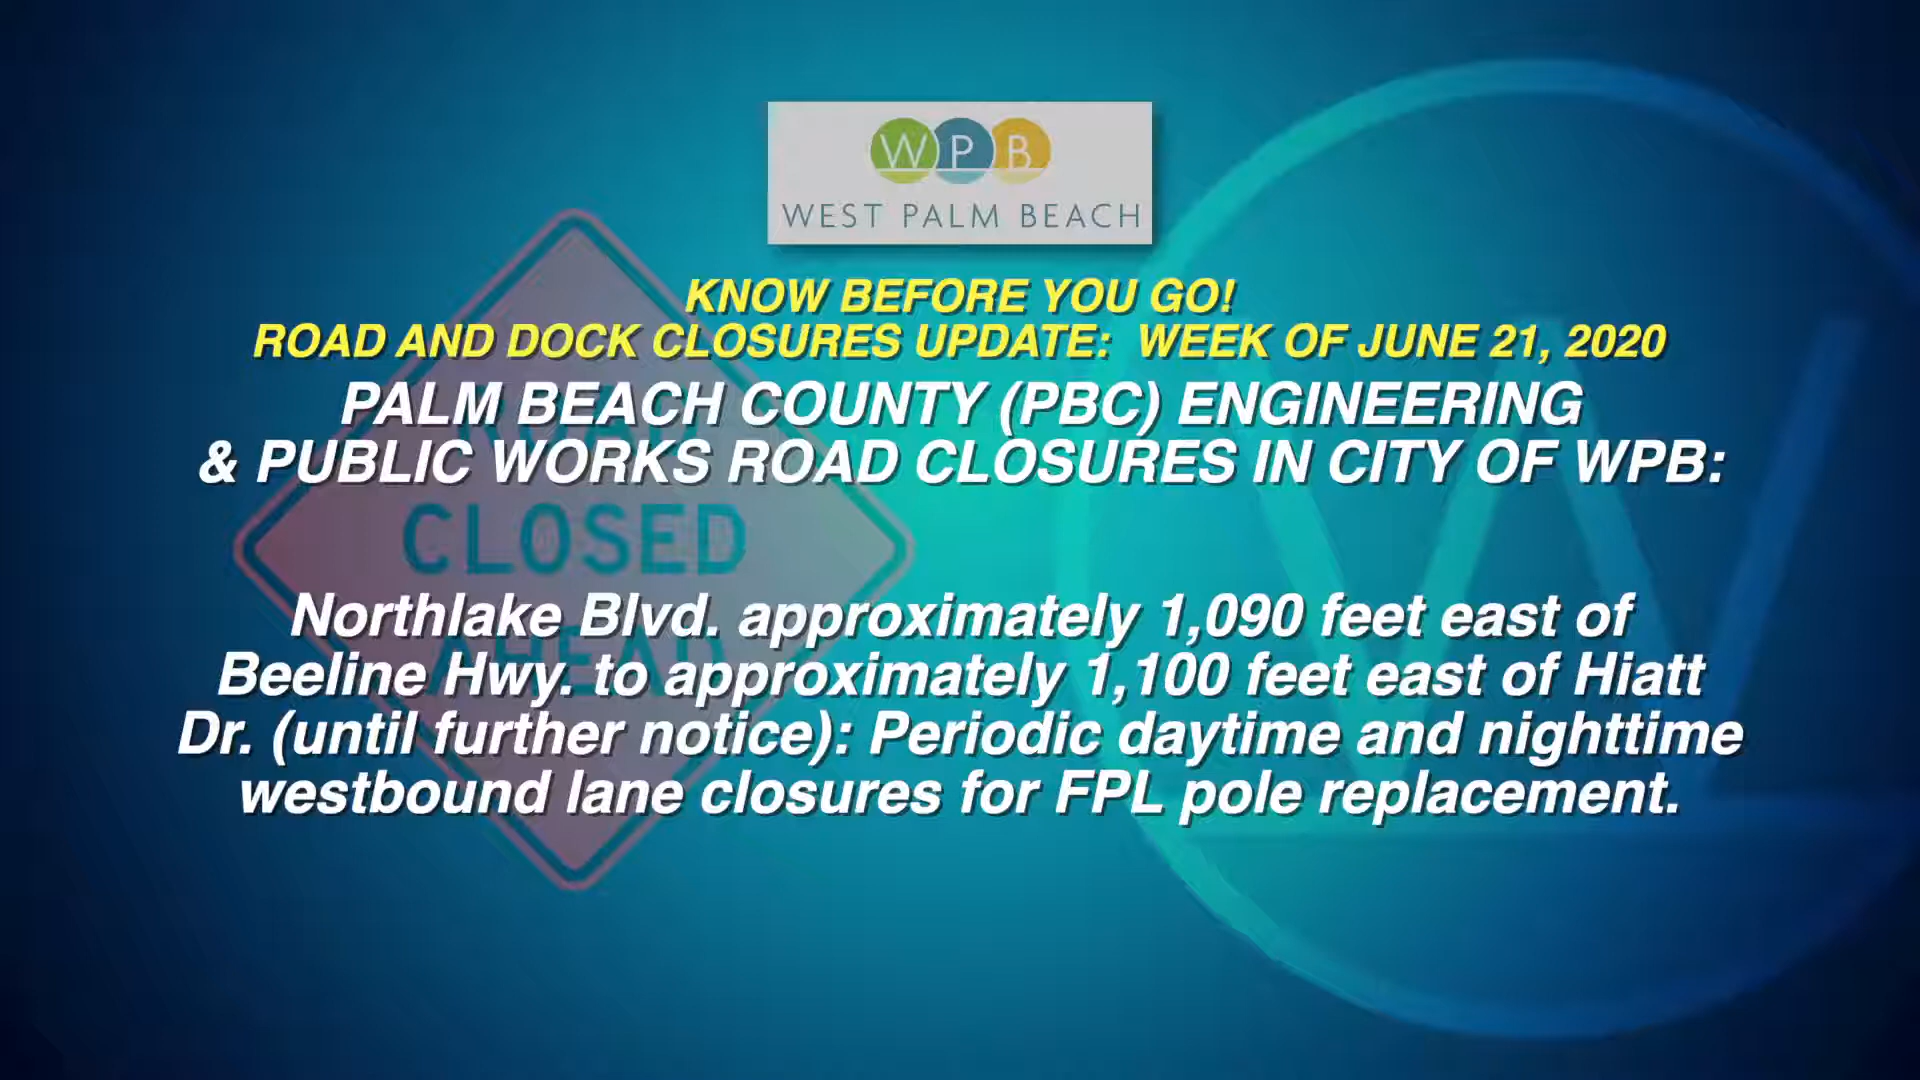 WPB
WEST PALM BEACH
KNOW BEFORE YOU GO!
ROAD AND DOCK CLOSURES UPDATE: WEEK OF JUNE 21, 2020
PALM BEACH COUNTY (PBC) ENGINEERING
& PUBLIC WORKS ROAD CLOSURES IN CITY OF WPB:
CLOSED
Northlake Blvd. approximately 1,090 feet east of
AHEAD
Beeline Hwy. to approximately 1,100 feet east of Hiatt
Dr. (until further notice): Periodic daytime and nighttime
westbound lane closures for FPL pole replacement.